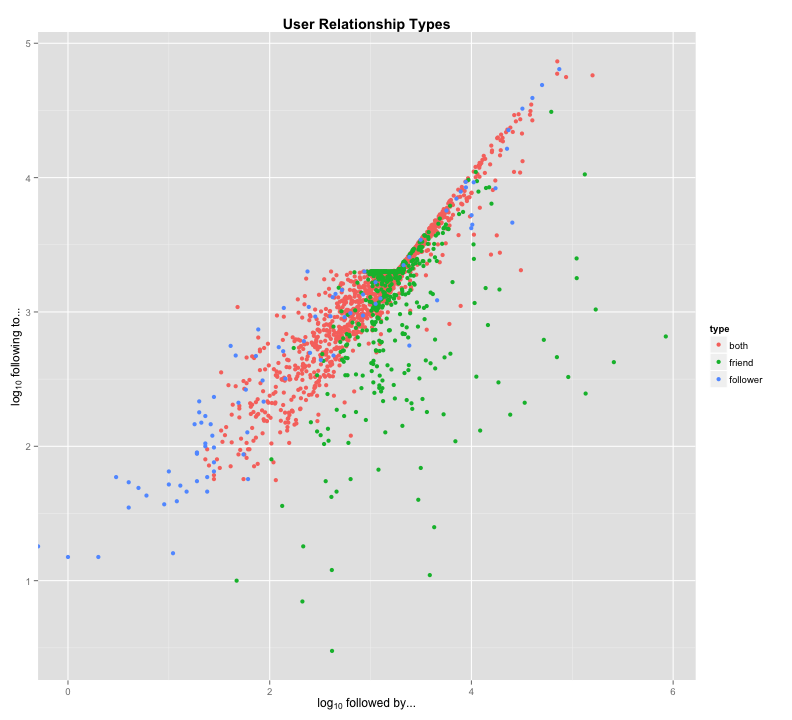 User Relationship Types
5
4
3
2
1
log10 following to...
0
2
4
6
log10 followed by...
type
both
friend
follower